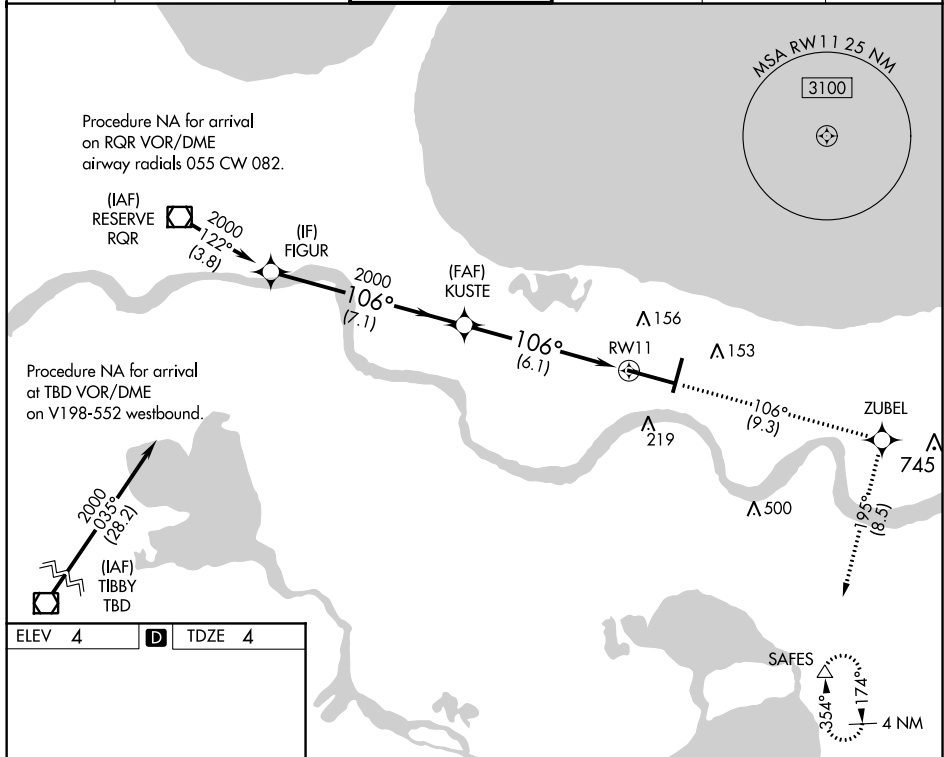 MSA RW11 25 NM
3100
Procedure NA for arrival
on RQR VOR/DME
airway radials 055 CW 082.
(IAF)
RESERVE
RQR
2000
122°
(3.8)
(IF)
FIGUR
2000
106°
(7.1)
(FAF)
KUSTE
106°
(6.1)
RW11
156
153
219
106°
(9.3)
ZUBEL
745
500
195°
(8.5)
Procedure NA for arrival
at TBD VOR/DME
on V198-552 westbound.
2000
035°
(28.2)
(IAF)
TIBBY
TBD
SAFES
354°
174°
4 NM
ELEV 4 D TDZE 4